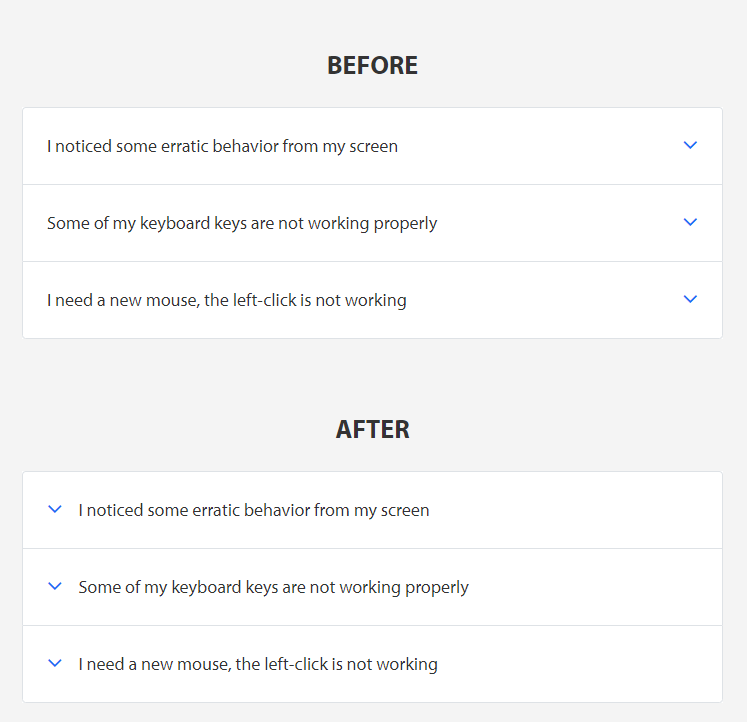 BEFORE
I noticed some erratic behavior from my screen
Some of my keyboard keys are not working properly
I need a new mouse, the left-click is not working
AFTER
I noticed some erratic behavior from my screen
Some of my keyboard keys are not working properly
I need a new mouse, the left-click is not working